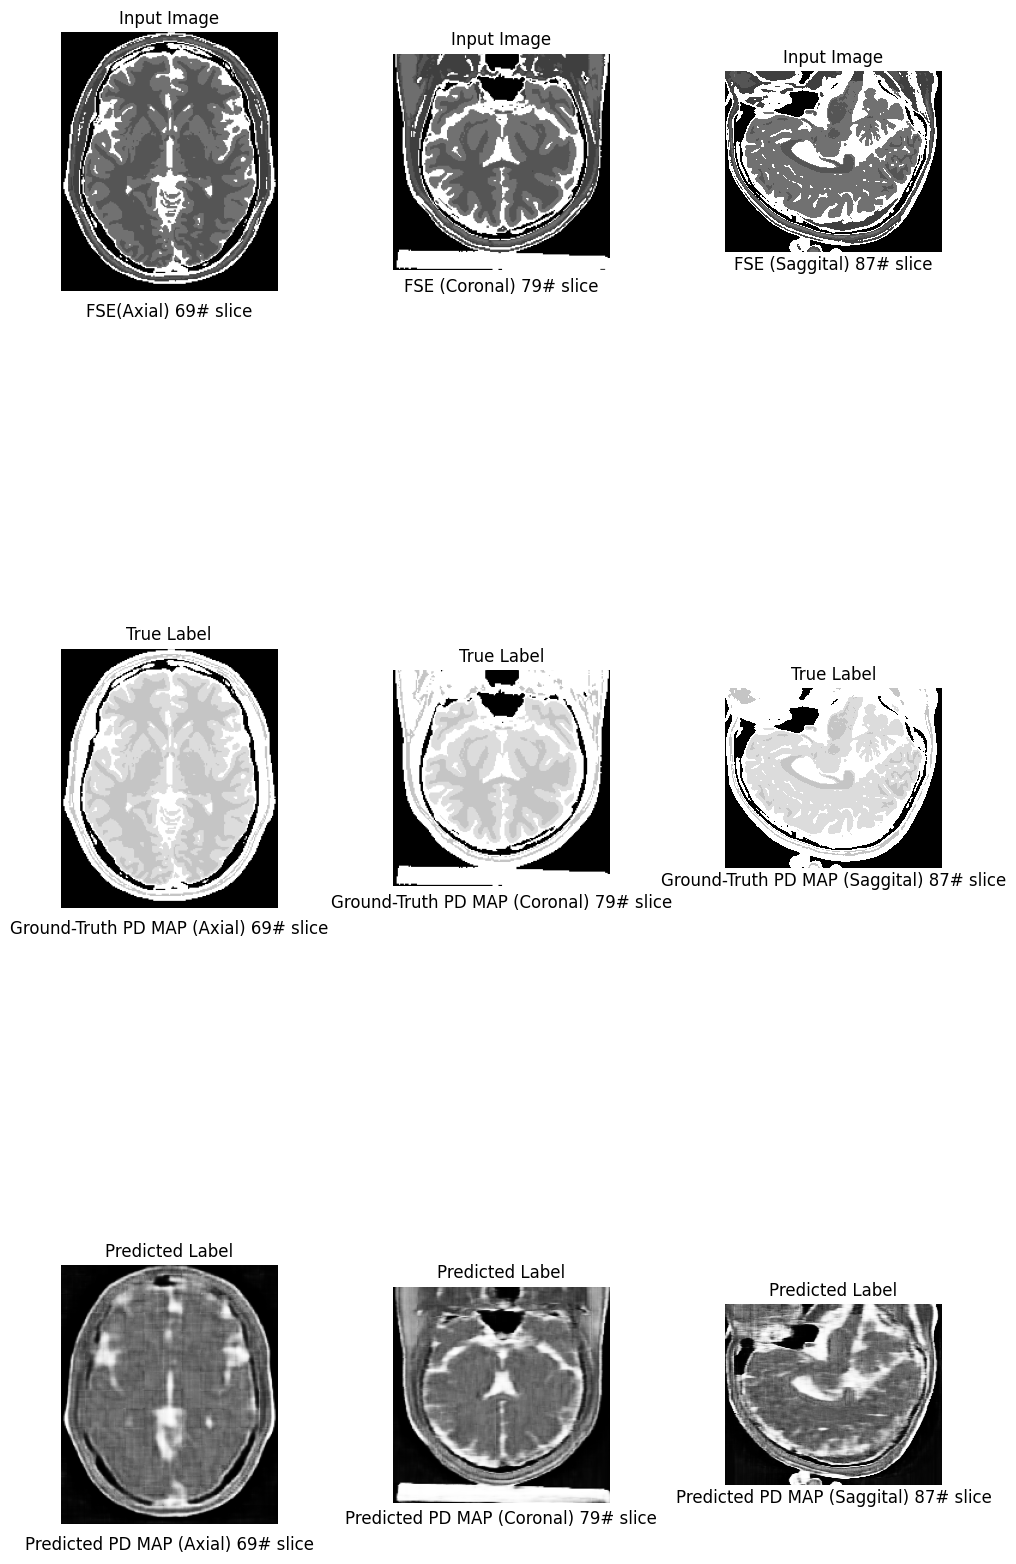 Input Image
Input Image
Input Image
FSE(Axial) 69# slice
FSE (Coronal) 79# slice
FSE (Saggital) 87# slice
True Label
True Label
True Label
Ground-Truth PD MAP (Axial) 69# slice
Ground-Truth PD MAP (Coronal) 79# slice
Ground-Truth PD MAP (Saggital) 87# slice
Predicted Label
Predicted Label
Predicted Label
Predicted PD MAP (Axial) 69# slice
Predicted PD MAP (Coronal) 79# slice
Predicted PD MAP (Saggital) 87# slice